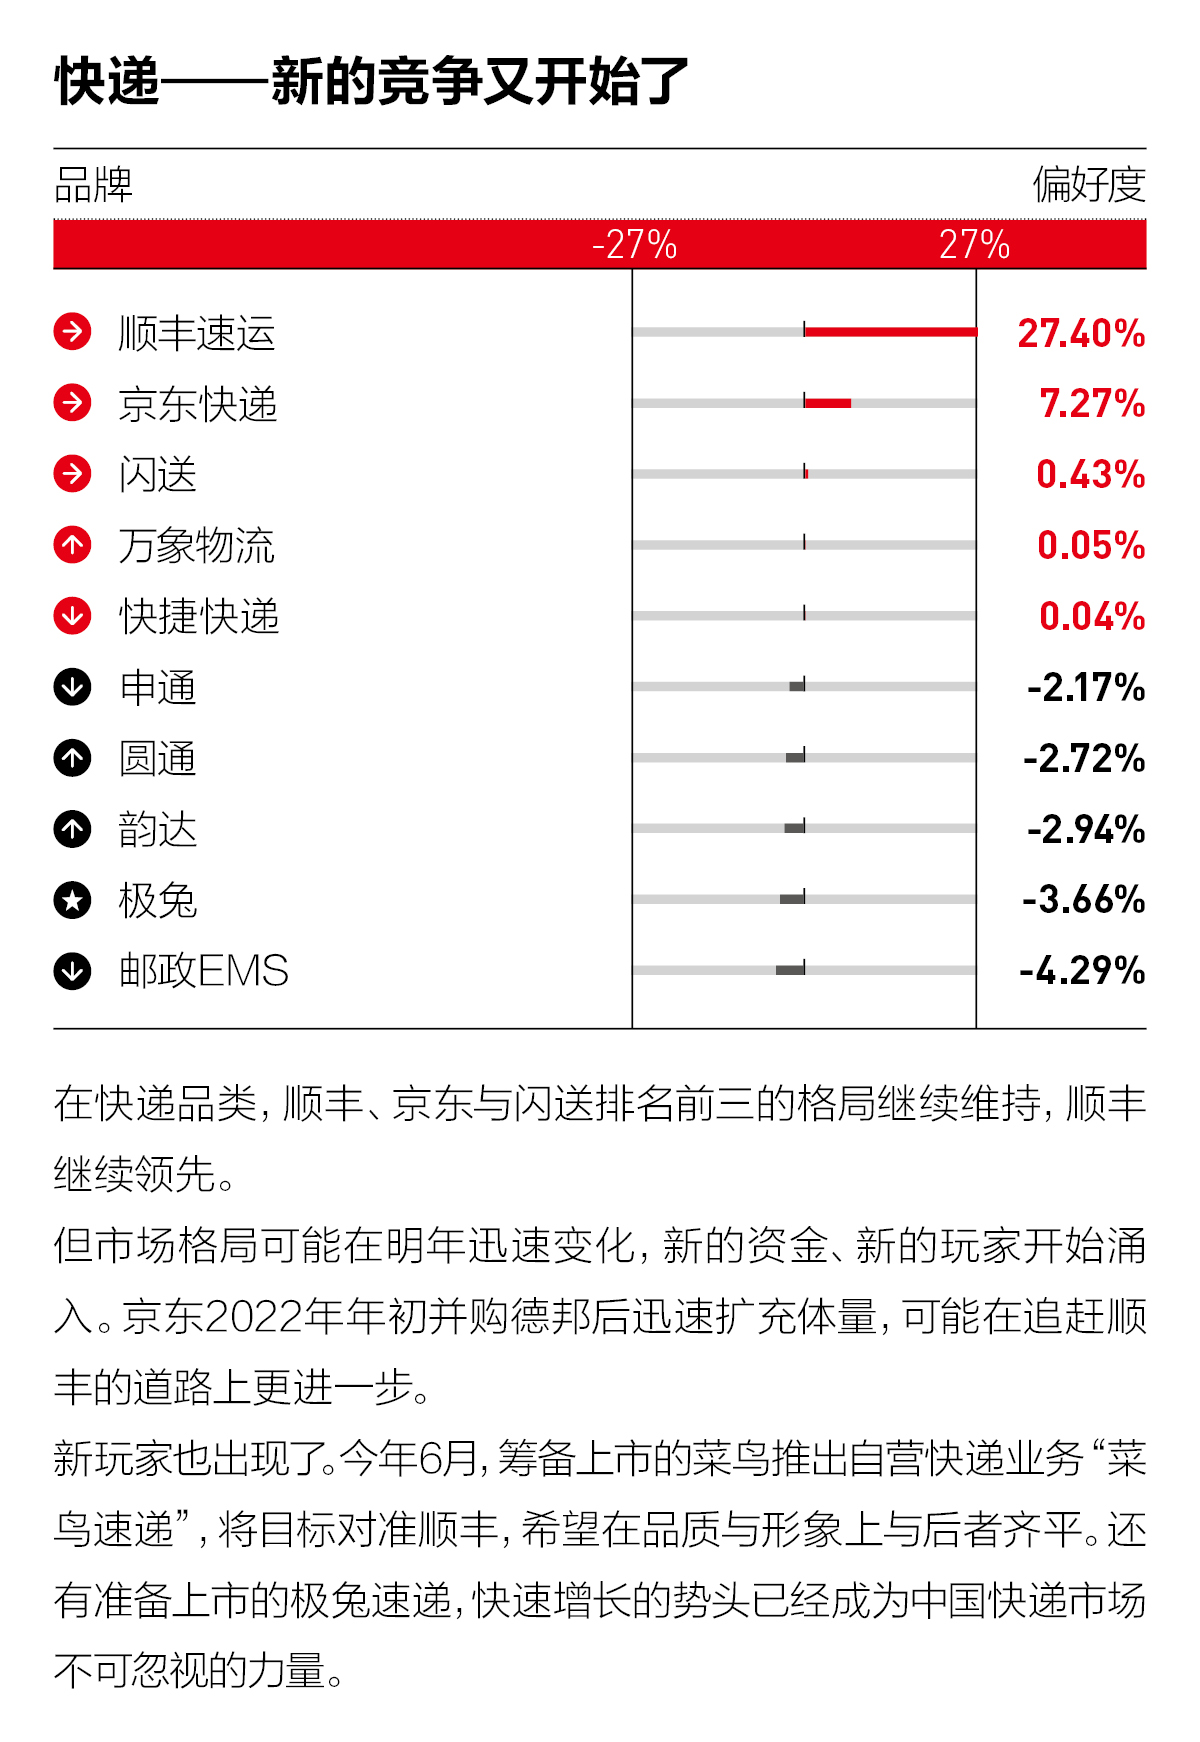 快递——新的竞争又开始了
品牌 偏好度
-27% 27%
顺丰速运 27.40%
京东快递 7.27%
闪送 0.43%
万象物流 0.05%
快捷快递 0.04%
申通 -2.17%
圆通 -2.72%
韵达 -2.94%
极兔 -3.66%
邮政EMS -4.29%
在快递品类，顺丰、京东与闪送排名前三的格局继续维持，顺丰
继续领先。
但市场格局可能在明年迅速变化，新的资金、新的玩家开始涌
入。京东2022年年初并购德邦后迅速扩充体量，可能在追赶顺
丰的道路上更进一步。
新玩家也出现了。今年6月，筹备上市的菜鸟推出自营快递业务“菜
鸟速递”，将目标对准顺丰，希望在品质与形象上与后者齐平。还
有准备上市的极兔速递，快速增长的势头已经成为中国快递市场
不可忽视的力量。